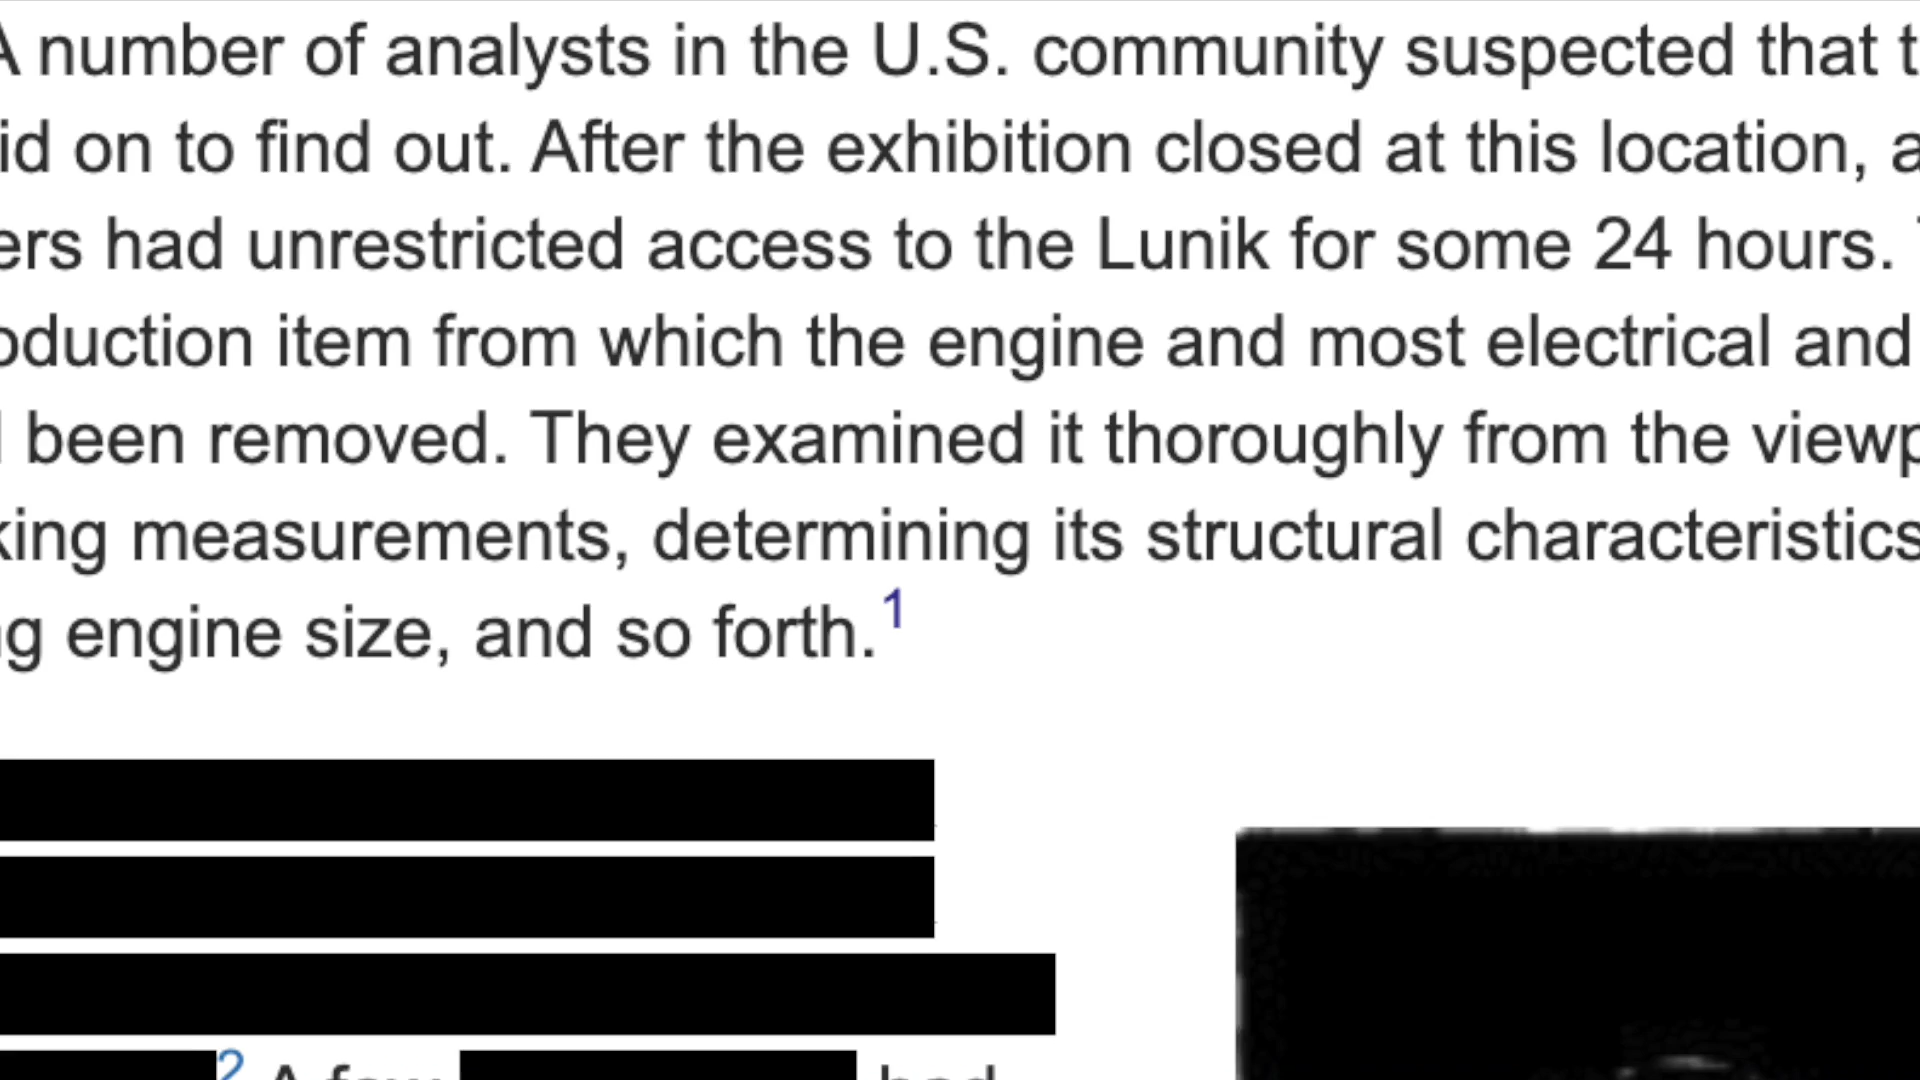 A number of analysts in the U.S. community suspected that t
id on to find out. After the exhibition closed at this location, a
ers had unrestricted access to the Lunik for some 24 hours.
oduction item from which the engine and most electrical and
been removed. They examined it thoroughly from the viewp
king measurements, determining its structural characteristics
ng engine size, and so forth.1
2 A few had